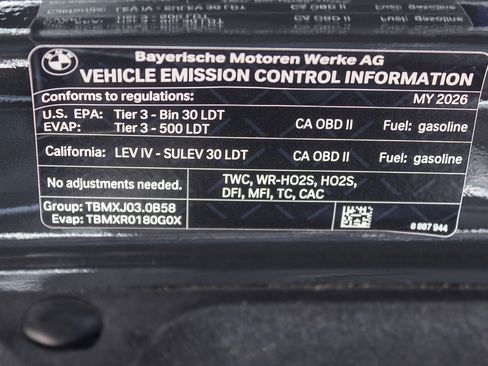 BMW
Bayerische Motoren Werke AG
VEHICLE EMISSION CONTROL INFORMATION
Conforms to regulations: MY 2026
U.S. EPA: Tier 3 - Bin 30 LDT CA OBD II Fuel: gasoline
EVAP: Tier 3 - 500 LDT
California: LEV IV - SULEV 30 LDT CA OBD II Fuel: gasoline
No adjustments needed. TWC, WR-HO2S, HO2S,
DFI, MFI, TC, CAC
Group: TBMXJ03.0B58
Evap: TBMXR0180G0X
8 687 944